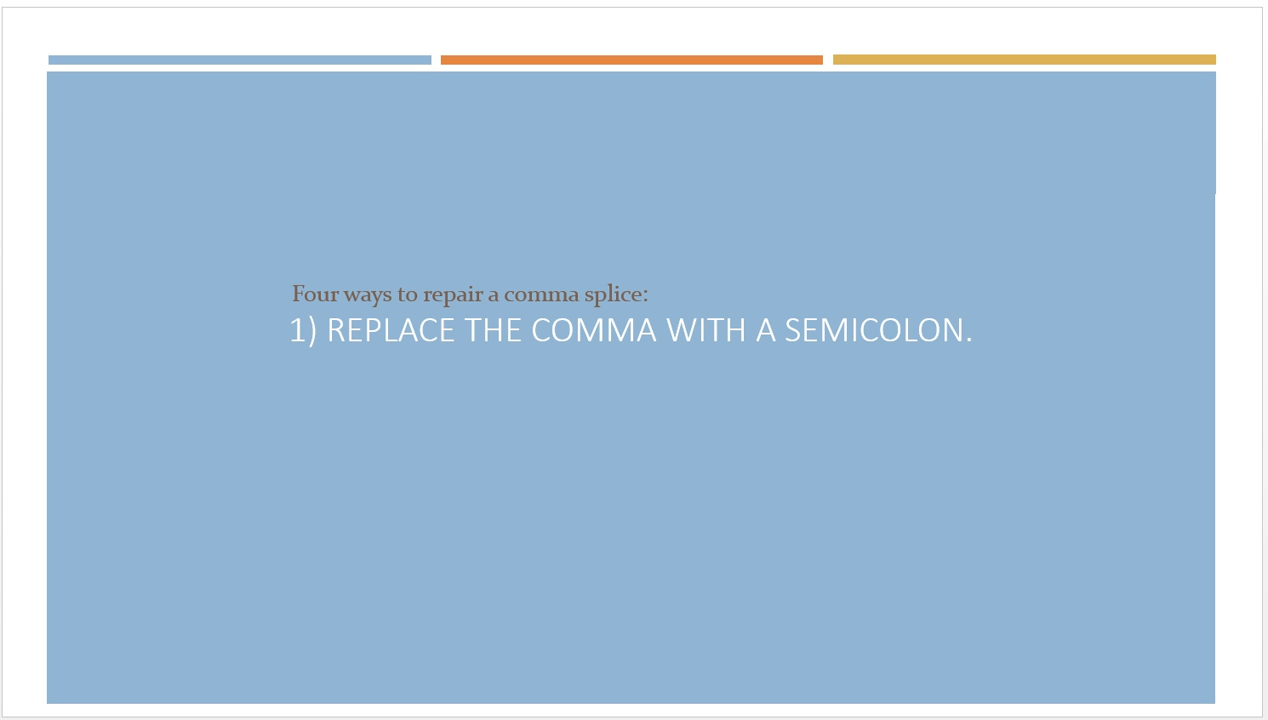 Four ways to repair a comma splice:
1) REPLACE THE COMMA WITH A SEMICOLON.